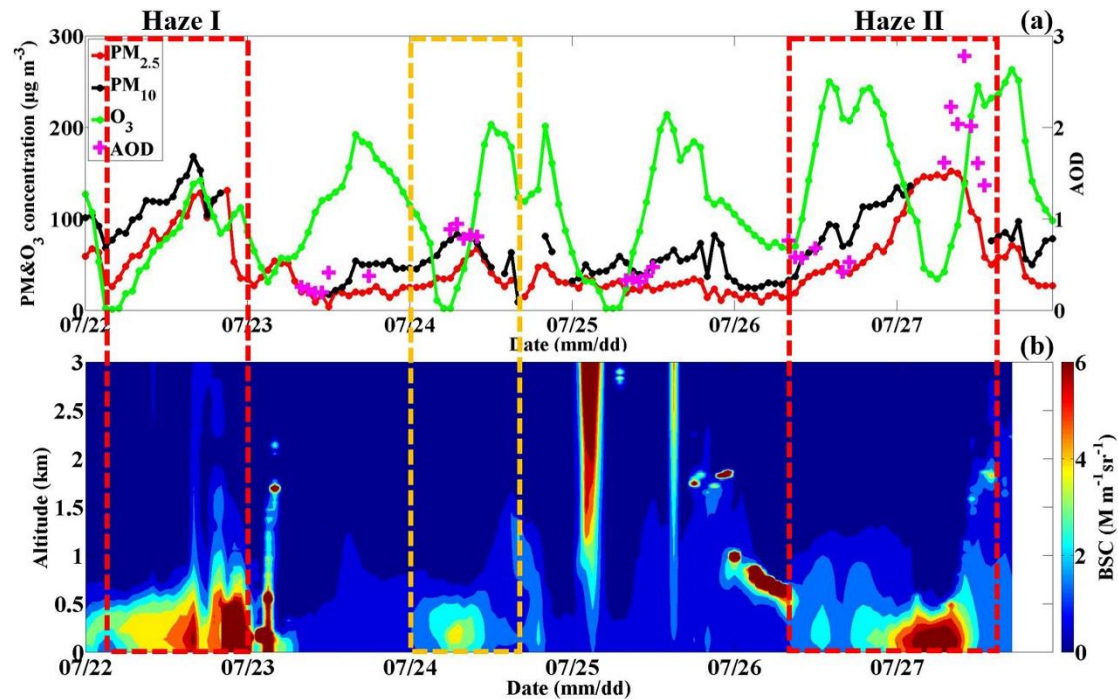 Haze I
Haze II
(a)
300
200
100
0
PM&O3 concentration (µg m-3)
PM2.5
PM10
O3
AOD
3
2
1
0
AOD
07/22
07/23
07/24
07/25
07/26
07/27
Date (mm/dd)
(b)
3
2.5
2
1.5
1
0.5
0
Altitude (km)
07/22
07/23
07/24
07/25
07/26
07/27
Date (mm/dd)
6
4
2
0
BSC (M m-1sr-1)